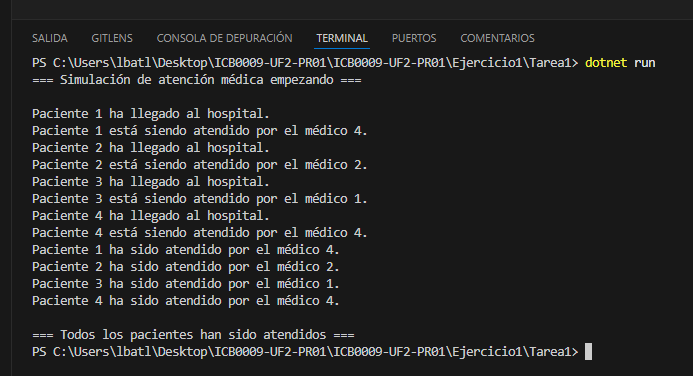 SALIDA GITLENS CONSOLA DE DEPURACIÓN TERMINAL PUERTOS COMENTARIOS
PS C:\Users\lbatl\Desktop\ICB0009-UF2-PR01\ICB0009-UF2-PR01\Ejercicio1\Tarea1> dotnet run
=== Simulación de atención médica empezando ===
Paciente 1 ha llegado al hospital.
Paciente 1 está siendo atendido por el médico 4.
Paciente 2 ha llegado al hospital.
Paciente 2 está siendo atendido por el médico 2.
Paciente 3 ha llegado al hospital.
Paciente 3 está siendo atendido por el médico 1.
Paciente 4 ha llegado al hospital.
Paciente 4 está siendo atendido por el médico 4.
Paciente 1 ha sido atendido por el médico 4.
Paciente 2 ha sido atendido por el médico 2.
Paciente 3 ha sido atendido por el médico 1.
Paciente 4 ha sido atendido por el médico 4.
=== Todos los pacientes han sido atendidos ===
PS C:\Users\lbatl\Desktop\ICB0009-UF2-PR01\ICB0009-UF2-PR01\Ejercicio1\Tarea1>